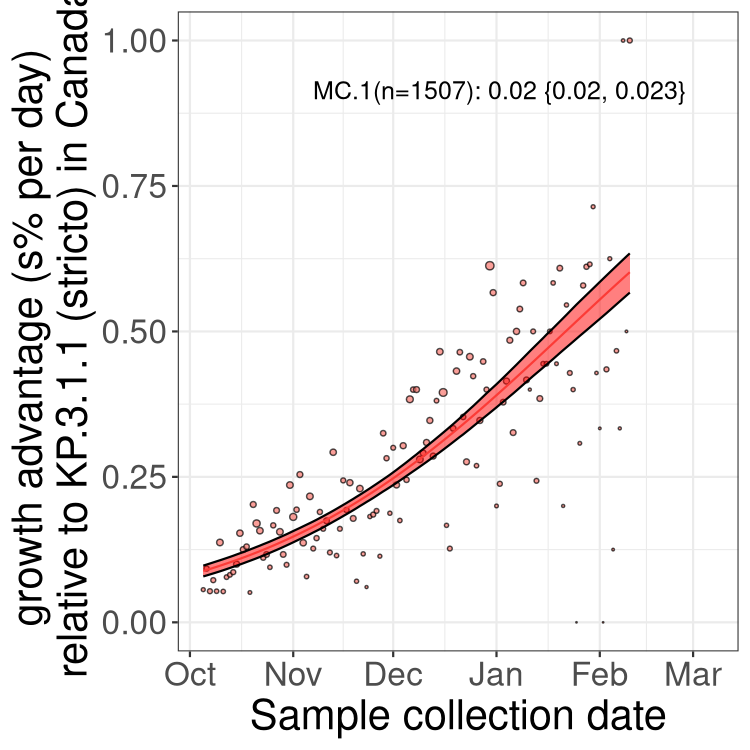 1.00
MC.1(n=1507): 0.02 {0.02, 0.023}
0.75
0.50
0.25
0.00
growth advantage (s% per day)
relative to KP.3.1.1 (stricto) in Canada
Oct Nov Dec Jan Feb Mar
Sample collection date